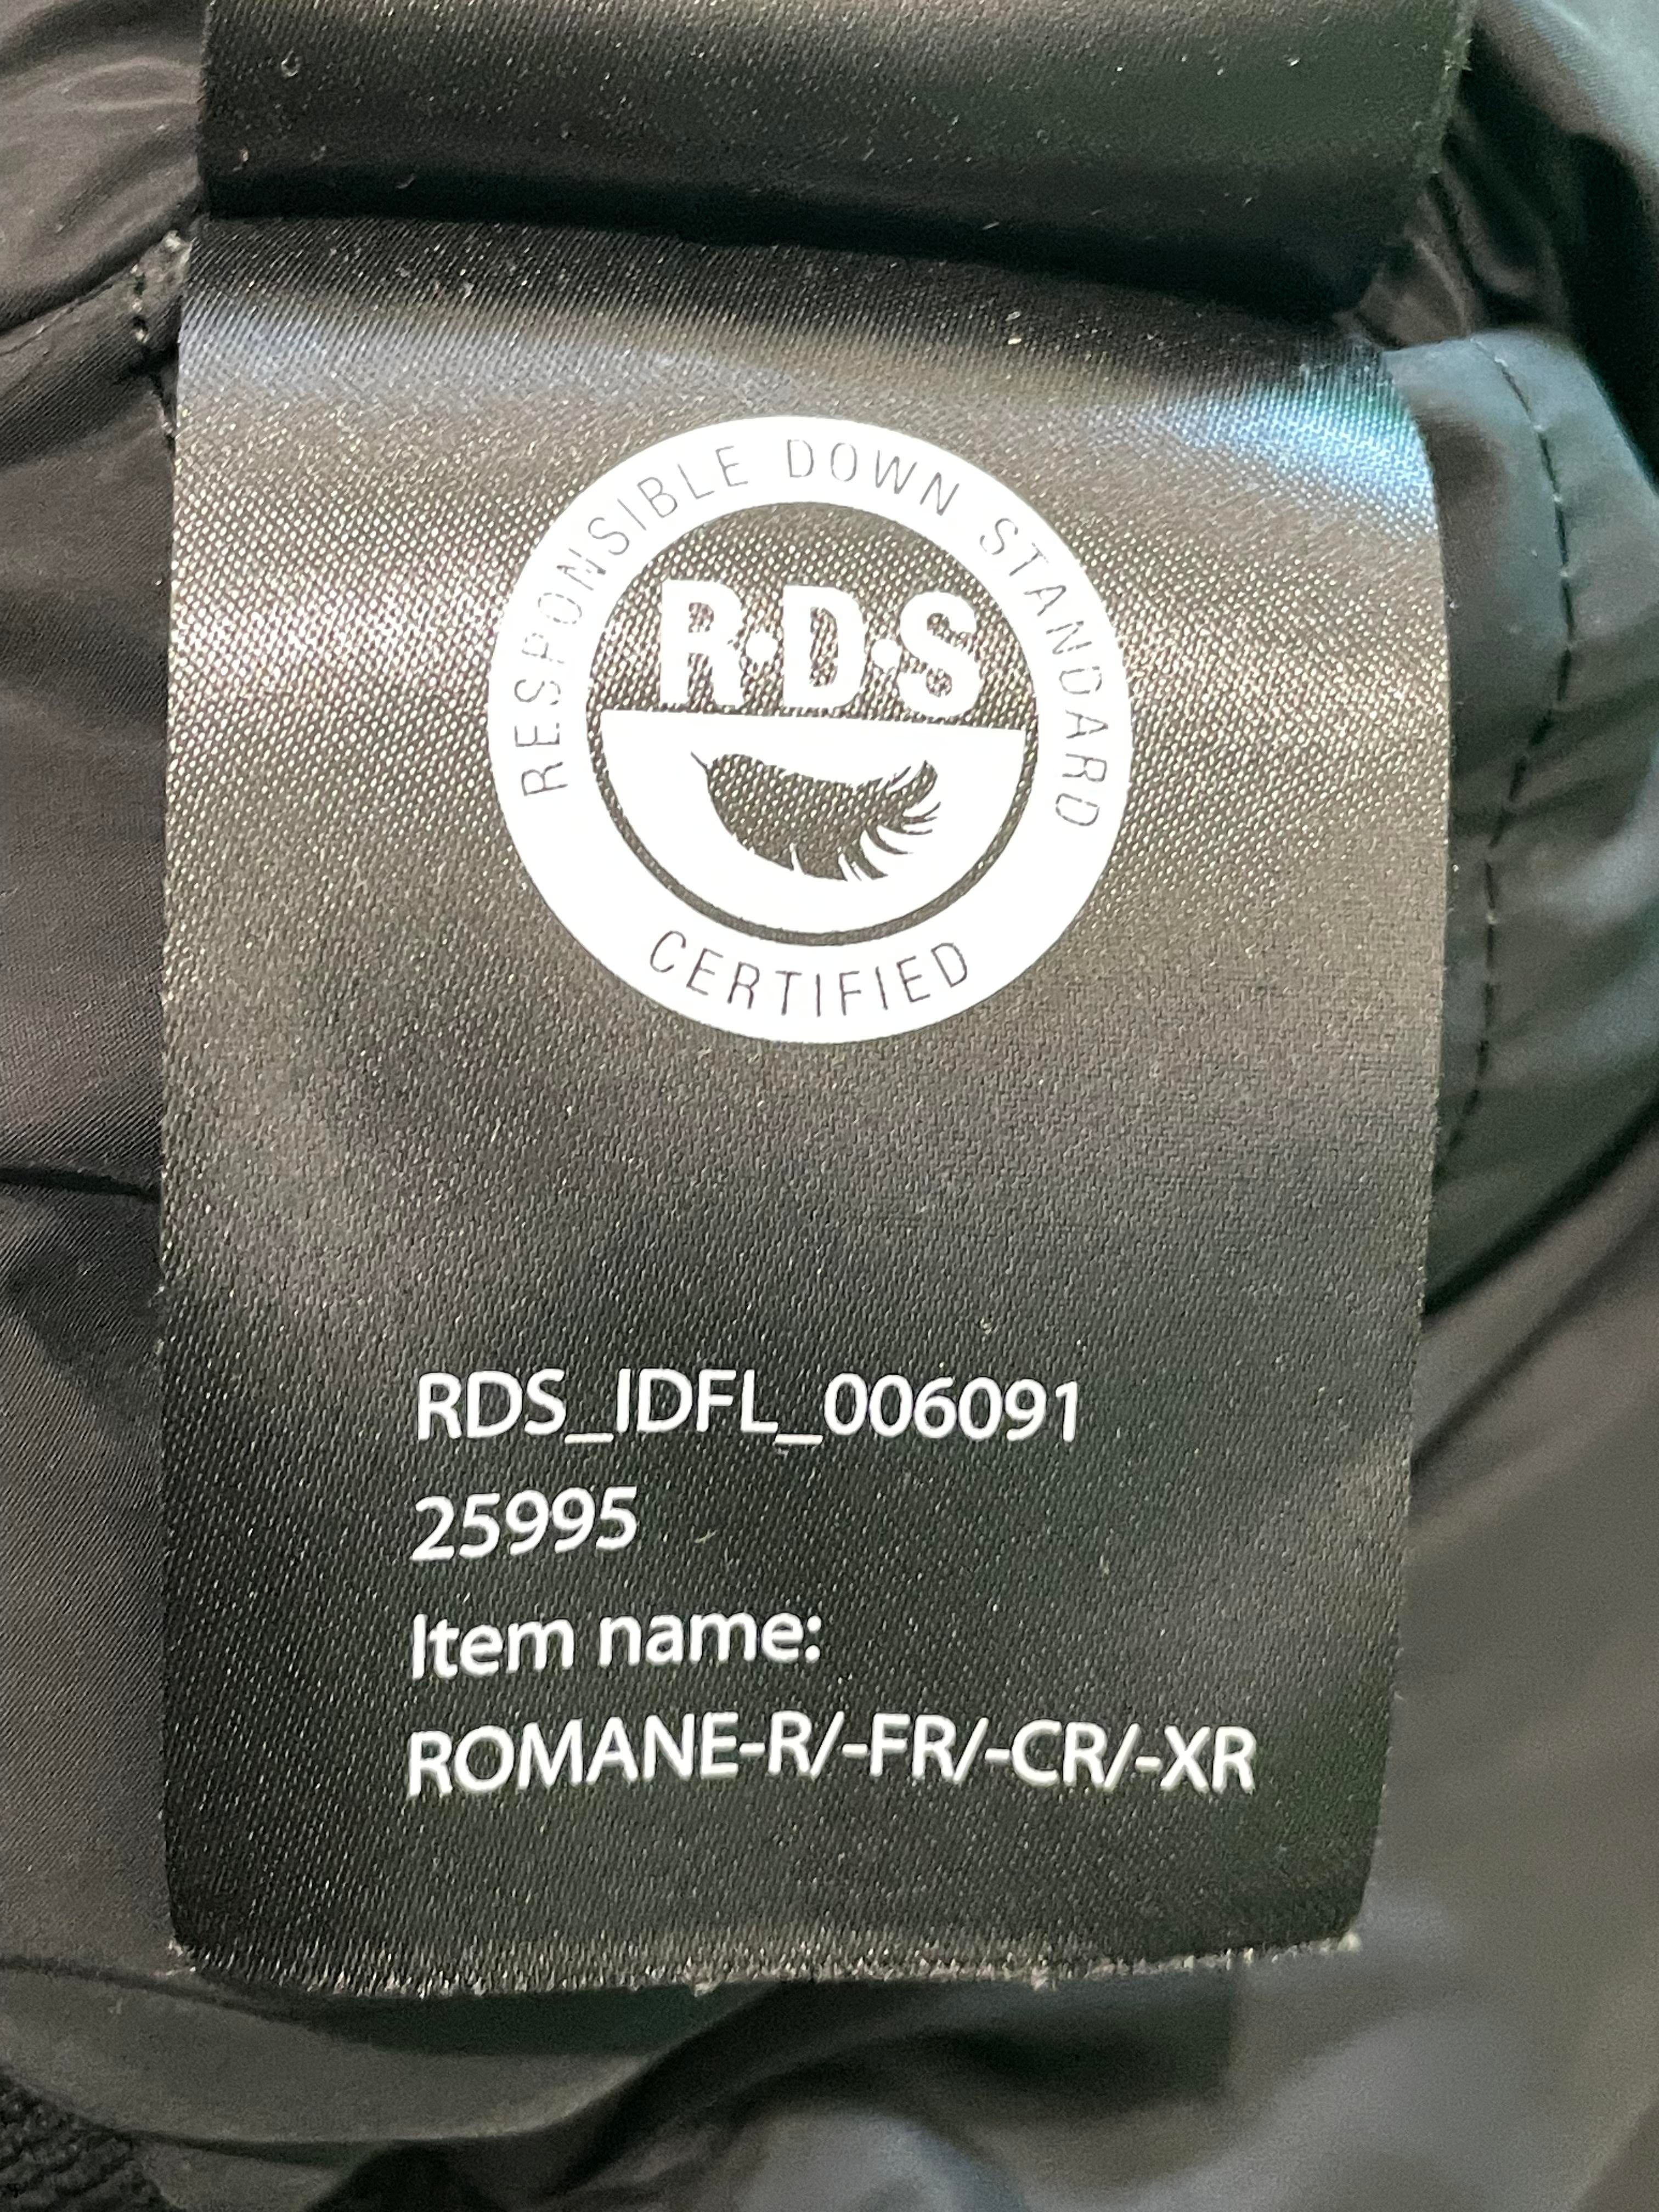 RESPONSIBLE DOWN STANDARD
R·D·S
CERTIFIED
RDS_IDFL_006091
25995
Item name:
ROMANE-R/-FR/-CR/-XR